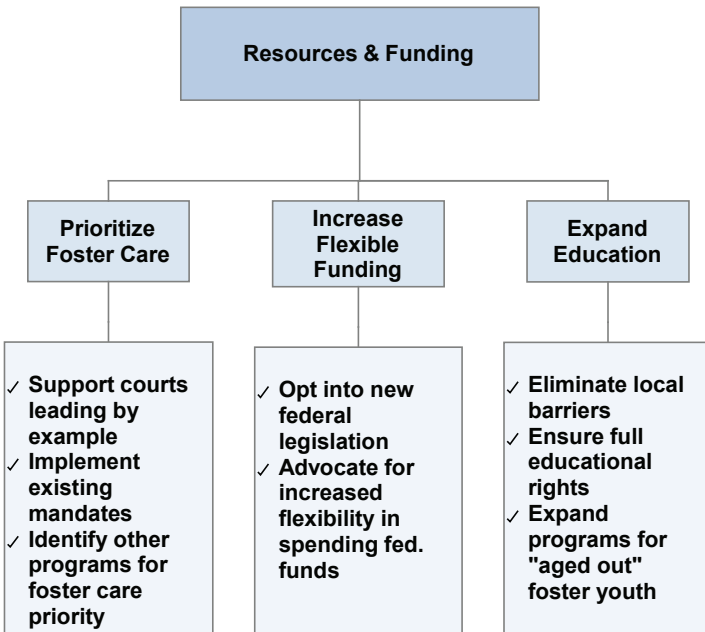 Resources & Funding
Prioritize
Foster Care
Increase
Flexible
Funding
Expand
Education
✓ Support courts
leading by
example
✓ Implement
existing
mandates
✓ Identify other
programs for
foster care
priority
✓ Opt into new
federal
legislation
✓ Advocate for
increased
flexibility in
spending fed.
funds
✓ Eliminate local
barriers
✓ Ensure full
educational
rights
✓ Expand
programs for
"aged out"
foster youth